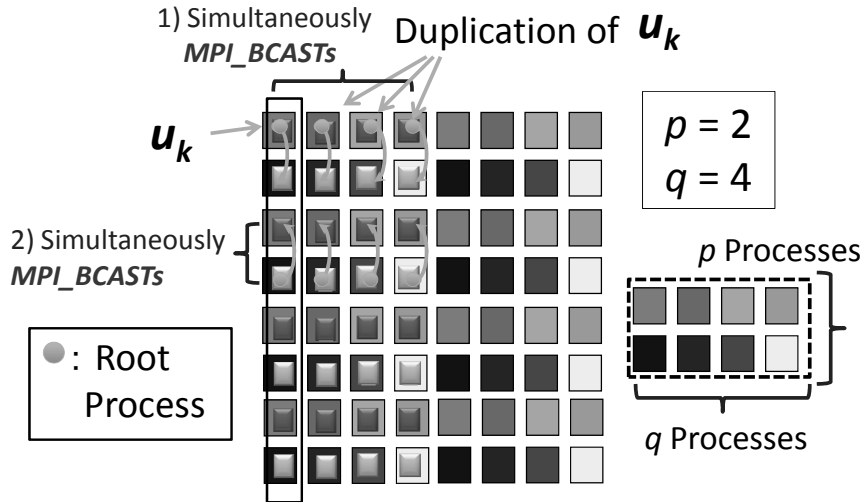 1) Simultaneously
MPI_BCASTs
Duplication of u_k
u_k
p = 2
q = 4
2) Simultaneously
MPI_BCASTs
p Processes
: Root
Process
q Processes